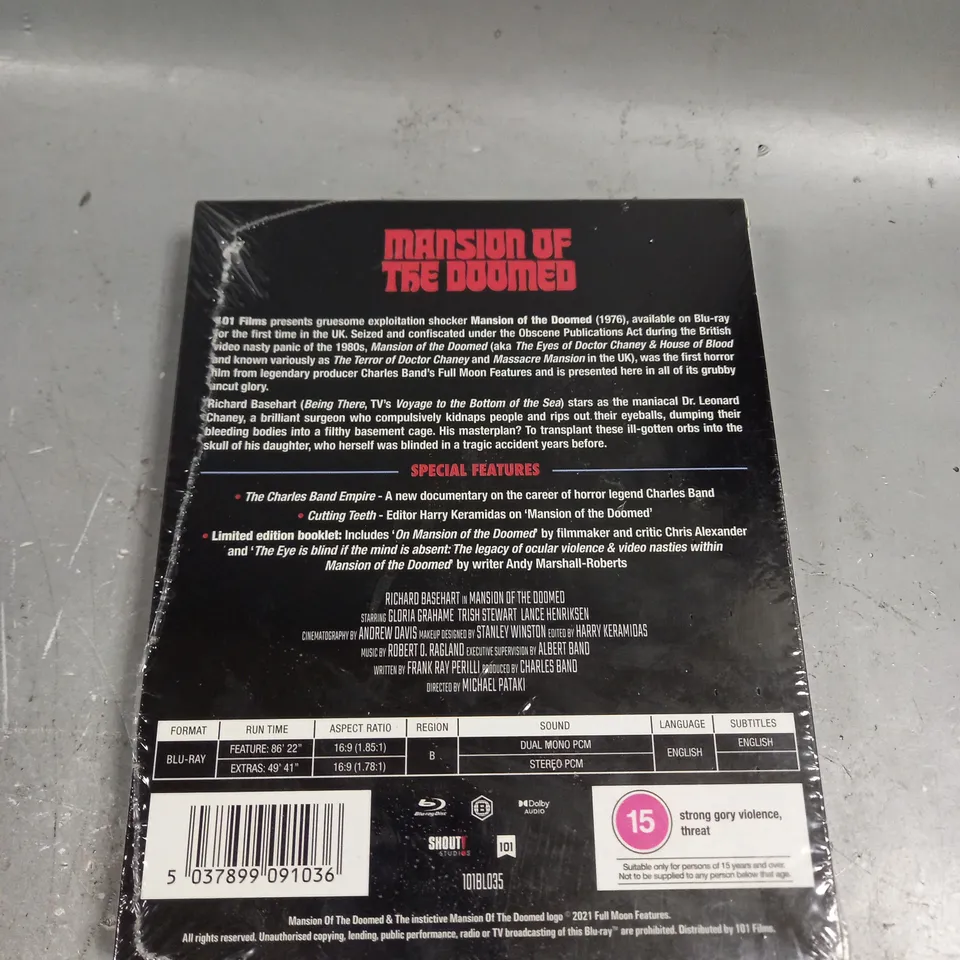 MANSION OF
THE DOOMED
101 Films presents gruesome exploitation shocker Mansion of the Doomed (1976), available on Blu-ray
for the first time in the UK. Seized and confiscated under the Obscene Publications Act during the British
video nasty panic of the 1980s, Mansion of the Doomed (aka The Eyes of Doctor Chaney & House of Blood
and known variously as The Terror of Doctor Chaney and Massacre Mansion in the UK), was the first horror
film from legendary producer Charles Band's Full Moon Features and is presented here in all of its grubby
uncut glory.
Richard Basehart (Being There, TV's Voyage to the Bottom of the Sea) stars as the maniacal Dr. Leonard
Chaney, a brilliant surgeon who compulsively kidnaps people and rips out their eyeballs, dumping their
bleeding bodies into a filthy basement cage. His masterplan? To transplant these ill-gotten orbs into the
skull of his daughter, who herself was blinded in a tragic accident years before.
SPECIAL FEATURES
• The Charles Band Empire - A new documentary on the career of horror legend Charles Band
• Cutting Teeth - Editor Harry Keramidas on 'Mansion of the Doomed'
• Limited edition booklet: Includes 'On Mansion of the Doomed' by filmmaker and critic Chris Alexander
and 'The Eye is blind if the mind is absent: The legacy of ocular violence & video nasties within
Mansion of the Doomed' by writer Andy Marshall-Roberts
RICHARD BASEHART IN MANSION OF THE DOOMED
STARRING GLORIA GRAHAME TRISH STEWART LANCE HENRIKSEN
CINEMATOGRAPHY BY ANDREW DAVIS MAKEUP DESIGNED BY STANLEY WINSTON EDITED BY HARRY KERAMIDAS
MUSIC BY ROBERT O. RAGLAND EXECUTIVE SUPERVISION BY ALBERT BAND
WRITTEN BY FRANK RAY PERILLI PRODUCED BY CHARLES BAND
DIRECTED BY MICHAEL PATAKI
FORMAT RUN TIME ASPECT RATIO REGION SOUND LANGUAGE SUBTITLES
BLU-RAY FEATURE: 86' 22" 16:9 (1.85:1) B DUAL MONO PCM ENGLISH ENGLISH
EXTRAS: 49' 41" 16:9 (1.78:1) STEREO PCM
Blu-ray Disc B Dolby AUDIO
SHOUT! STUDIOS 101
101BL035
5 037899 091036
15 strong gory violence,
threat
Suitable only for persons of 15 years and over.
Not to be supplied to any person below that age.
Mansion Of The Doomed & The instictive Mansion Of The Doomed logo © 2021 Full Moon Features.
All rights reserved. Unauthorised copying, lending, public performance, radio or TV broadcasting of this Blu-ray™ are prohibited. Distributed by 101 Films.